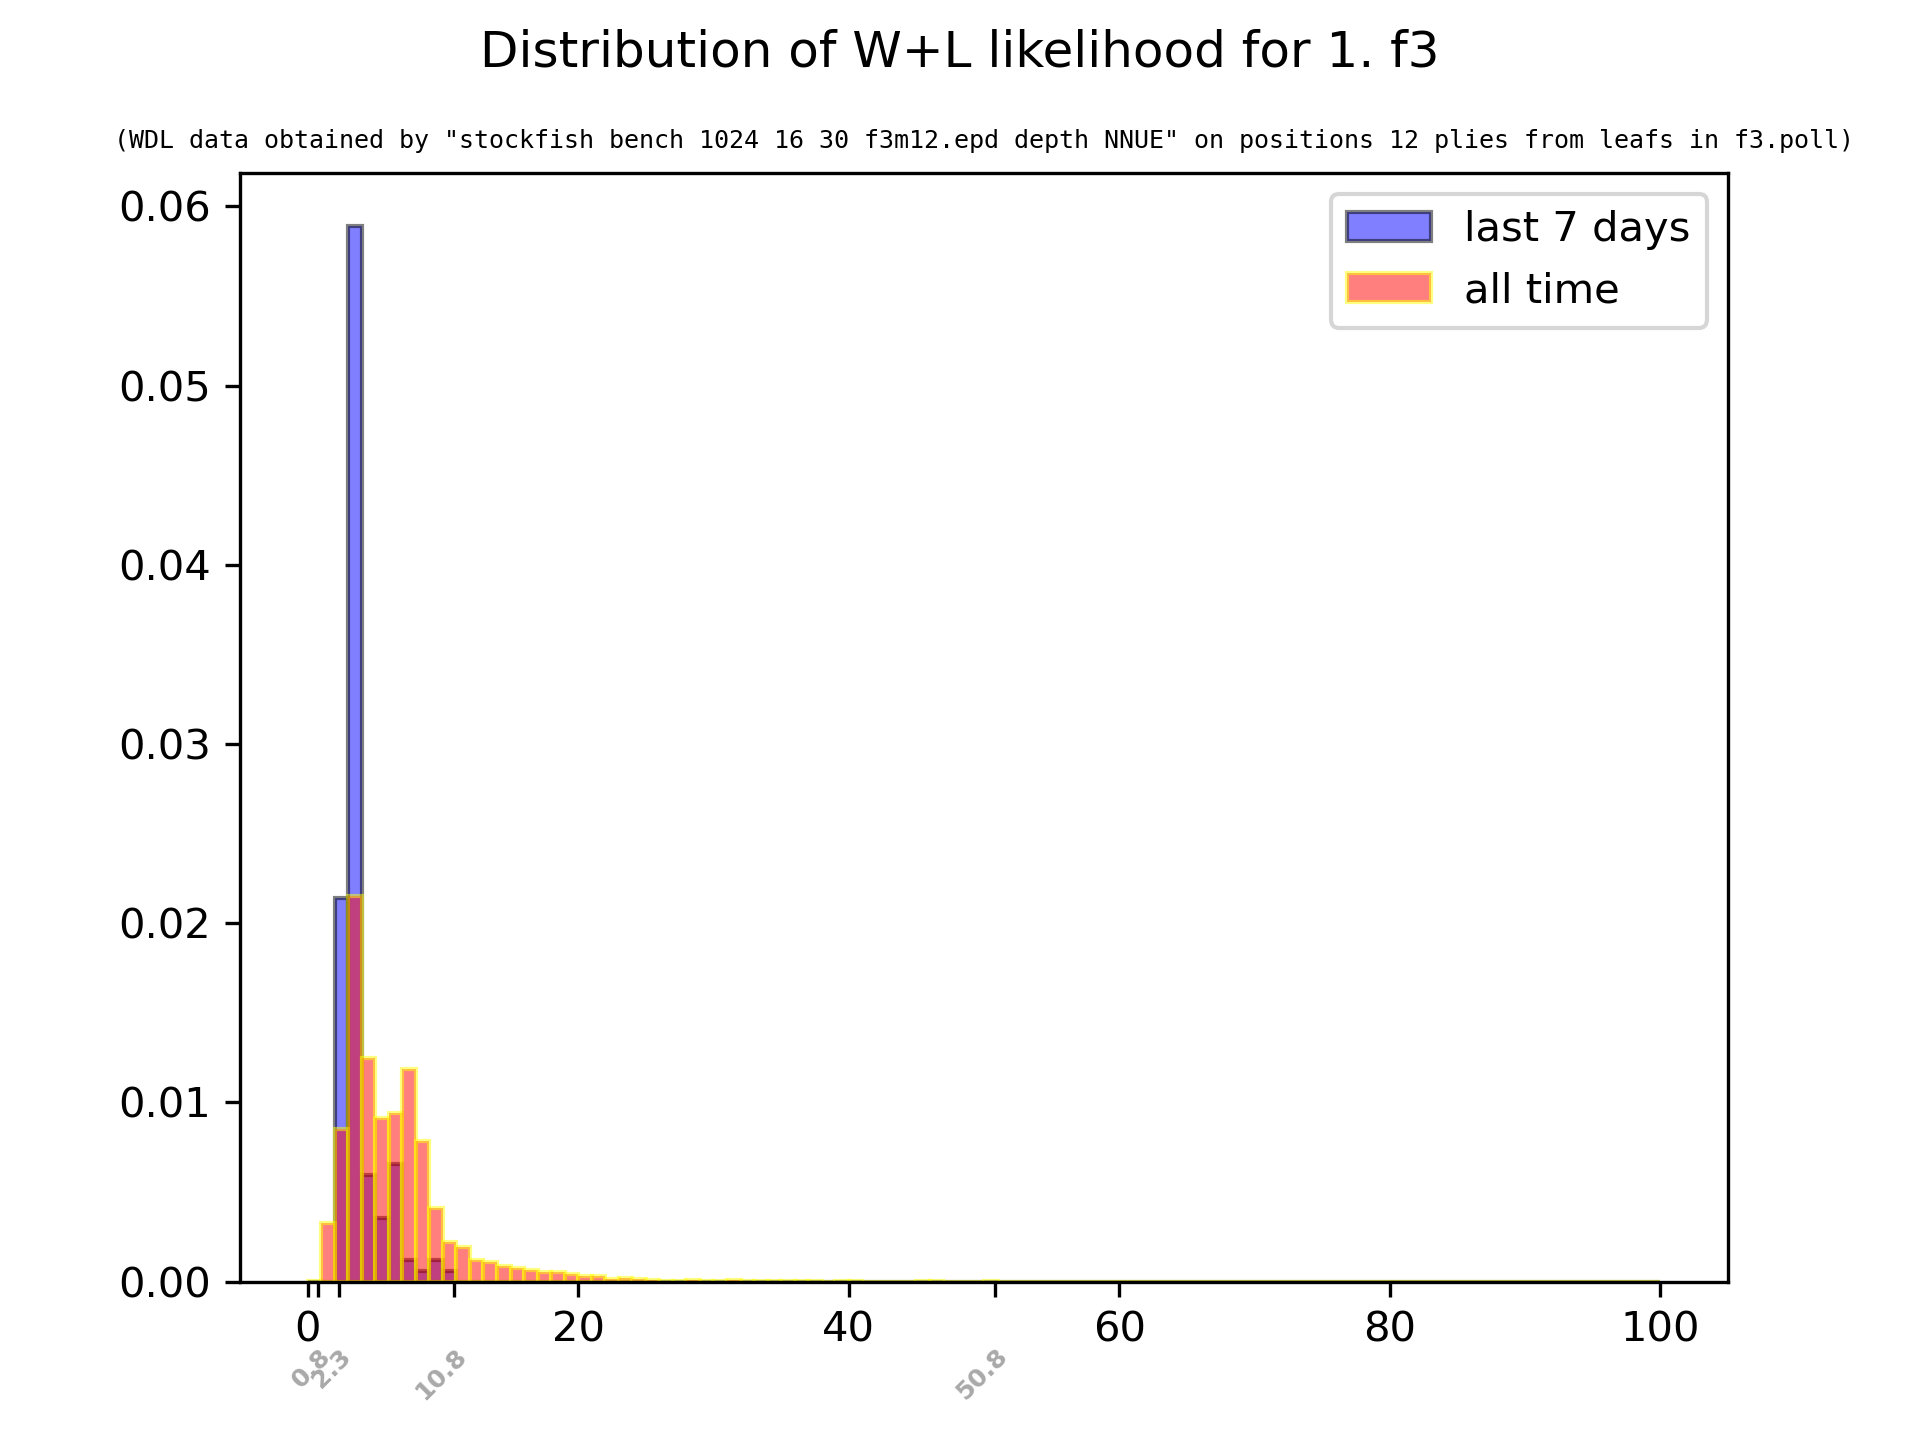 Distribution of W+L likelihood for 1. f3
(WDL data obtained by "stockfish bench 1024 16 30 f3m12.epd depth NNUE" on positions 12 plies from leafs in f3.poll)
last 7 days
all time
0.06
0.05
0.04
0.03
0.02
0.01
0.00
0 20 40 60 80 100
0.8 2.3 10.8 50.8